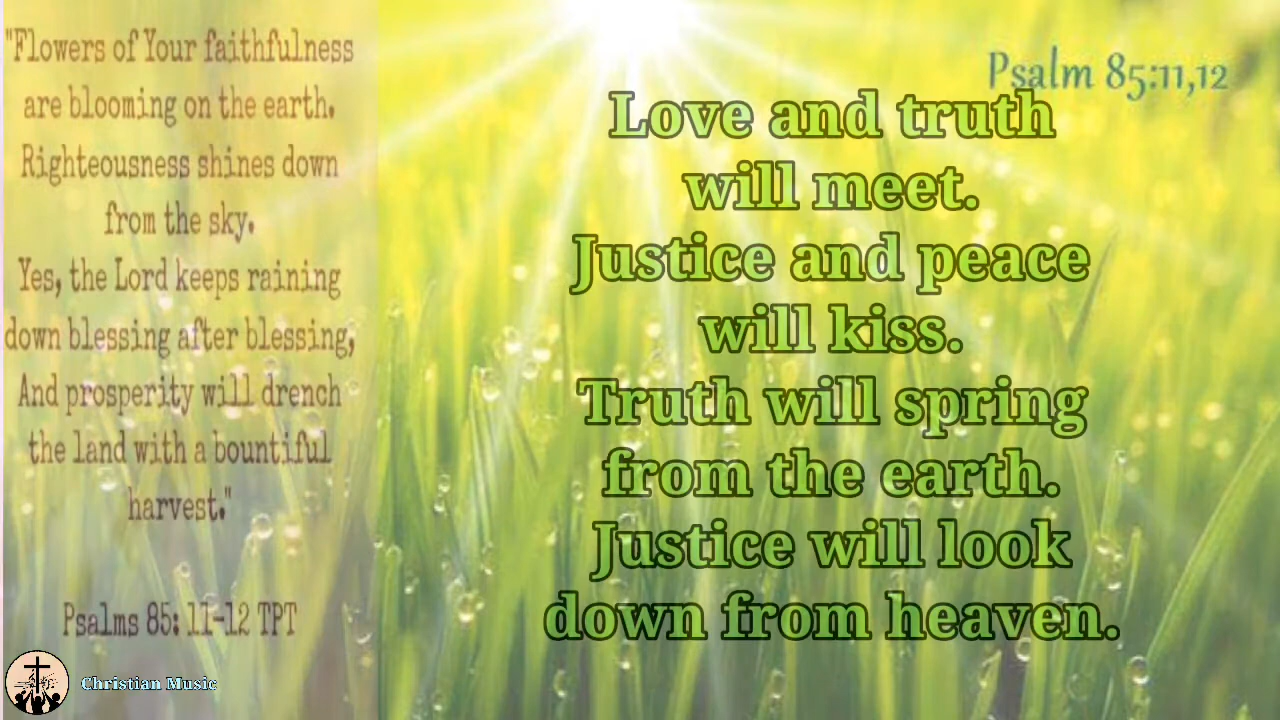 "Flowers of Your faithfulness
are blooming on the earth.
Righteousness shines down
from the sky.
Yes, the Lord keeps raining
down blessing after blessing,
And prosperity will drench
the land with a bountiful
harvest."
Psalms 85: 11-12 TPT
Christian Music
Psalm 85:11,12
Love and truth
will meet.
Justice and peace
will kiss.
Truth will spring
from the earth.
Justice will look
down from heaven.